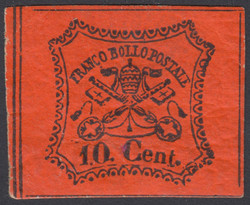 FRANCO BOLLO POSTALE
10. Cent.